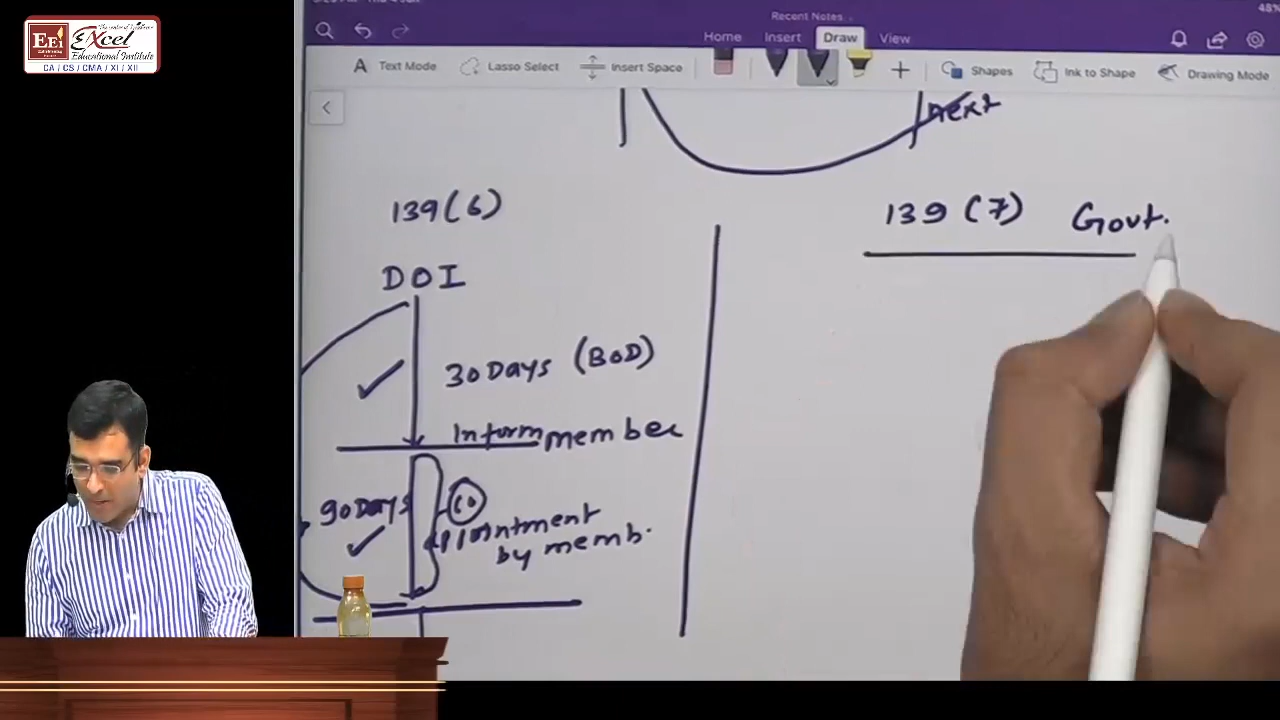 48%
Recent Notes
Home Insert Draw View
A Text Mode Lasso Select Insert Space Shapes Ink to Shape Drawing Mode
EEi Excel
Educational Institute
CA / CS / CMA / XI / XII
next
139(6)
DOI
30 Days (BOD)
Inform member
90 Days
by memb.
139 (7) Govt.